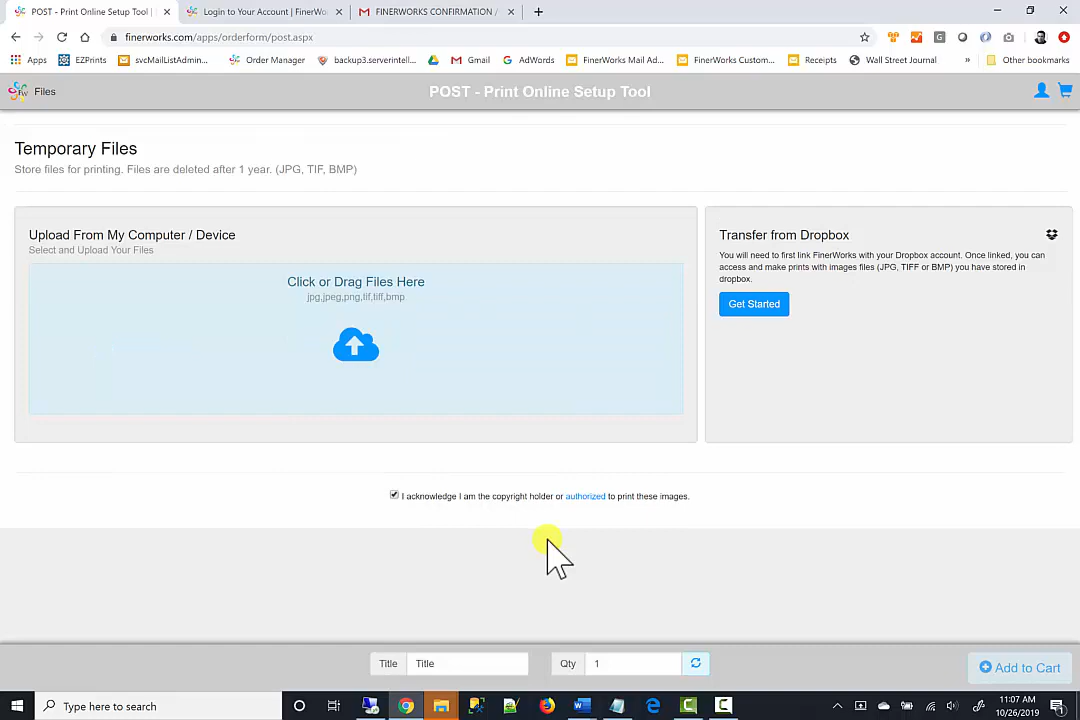 POST - Print Online Setup Tool |
Login to Your Account | FinerWo
FINERWORKS CONFIRMATION /
finerworks.com/apps/orderform/post.aspx
Apps
EZPrints
svcMailListAdmin...
Order Manager
backup3.serverintell...
Gmail
AdWords
FinerWorks Mail Ad...
FinerWorks Custom...
Receipts
Wall Street Journal
»
Other bookmarks
Files
POST - Print Online Setup Tool
Temporary Files
Store files for printing. Files are deleted after 1 year. (JPG, TIF, BMP)
Upload From My Computer / Device
Select and Upload Your Files
Click or Drag Files Here
jpg,jpeg,png,tif,tiff,bmp
Transfer from Dropbox
You will need to first link FinerWorks with your Dropbox account. Once linked, you can
access and make prints with images files (JPG, TIFF or BMP) you have stored in
dropbox.
Get Started
I acknowledge I am the copyright holder or authorized to print these images.
Title
Title
Qty
1
Add to Cart
Type here to search
11:07 AM
10/26/2019